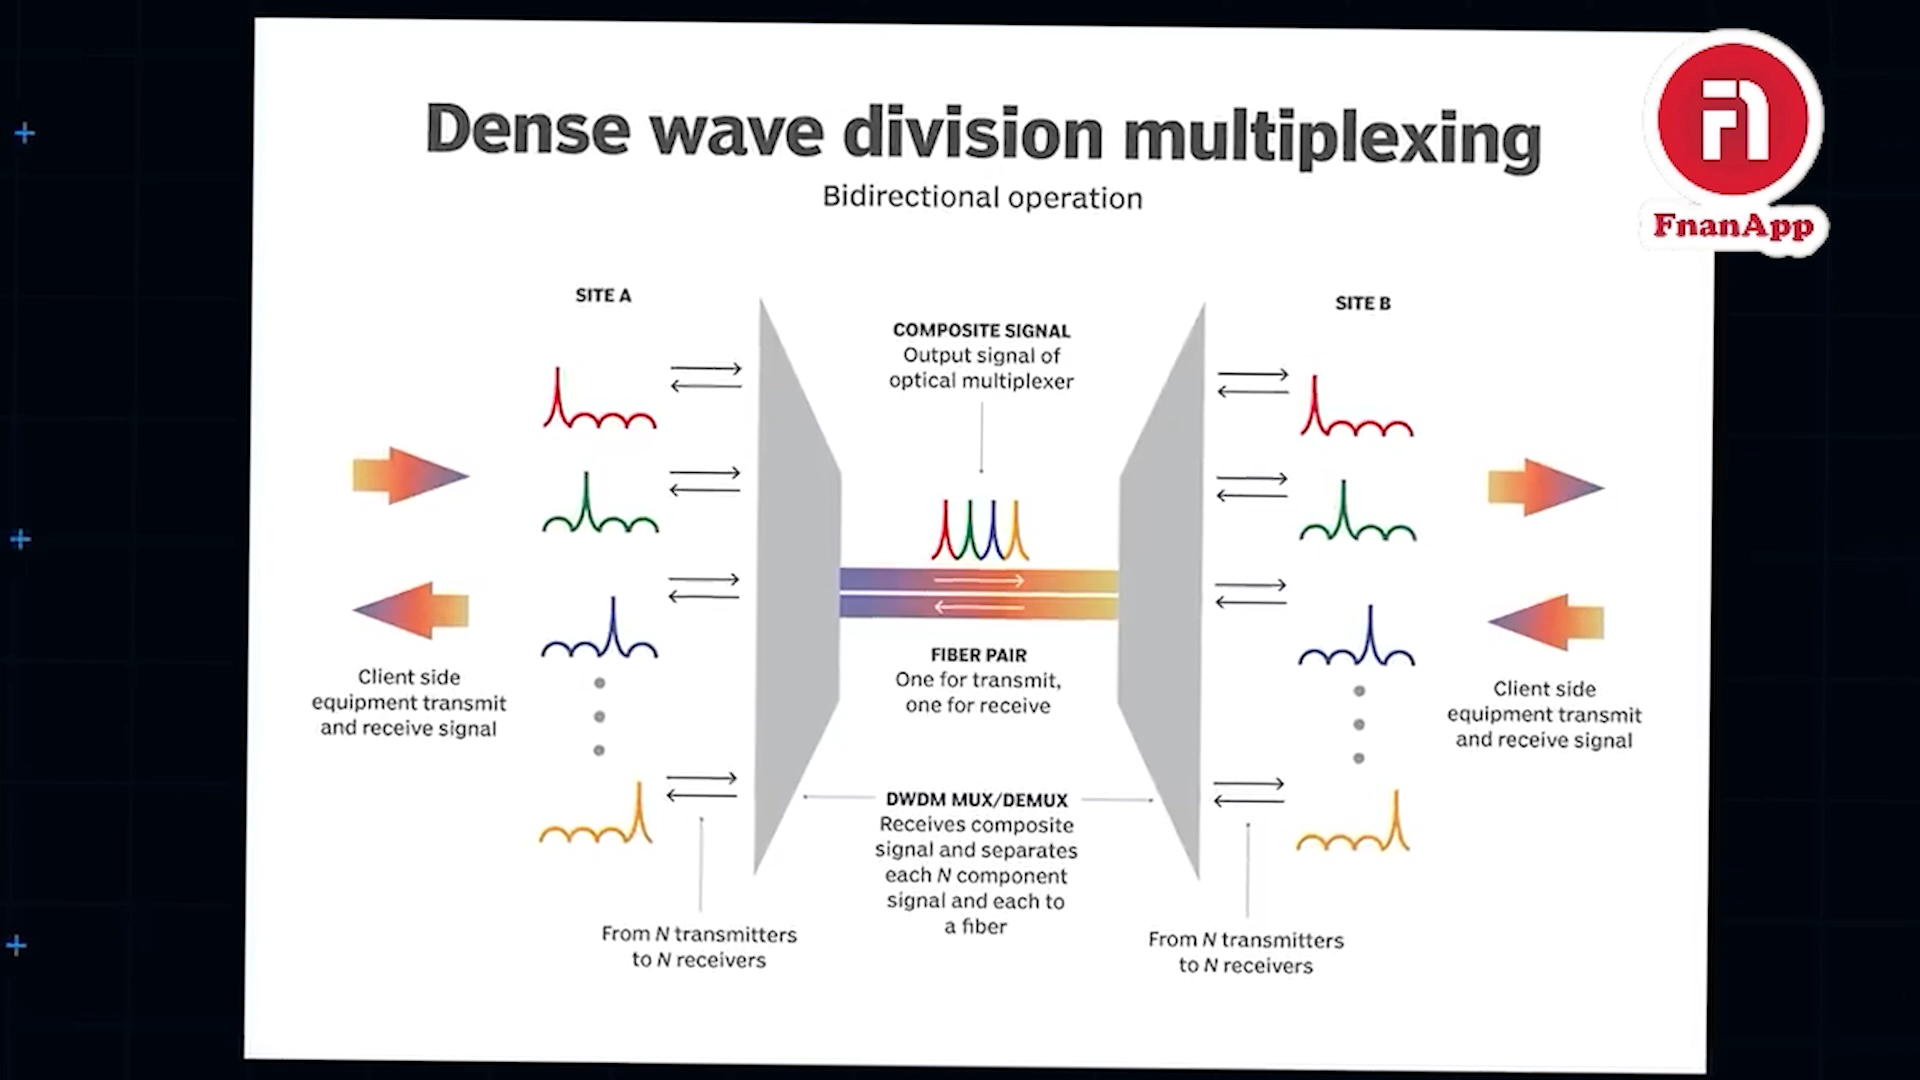 Dense wave division multiplexing
Bidirectional operation
FnanApp
SITE A
SITE B
COMPOSITE SIGNAL
Output signal of
optical multiplexer
FIBER PAIR
One for transmit,
one for receive
Client side
equipment transmit
and receive signal
Client side
equipment transmit
and receive signal
DWDM MUX/DEMUX
Receives composite
signal and separates
each N component
signal and each to
a fiber
From N transmitters
to N receivers
From N transmitters
to N receivers